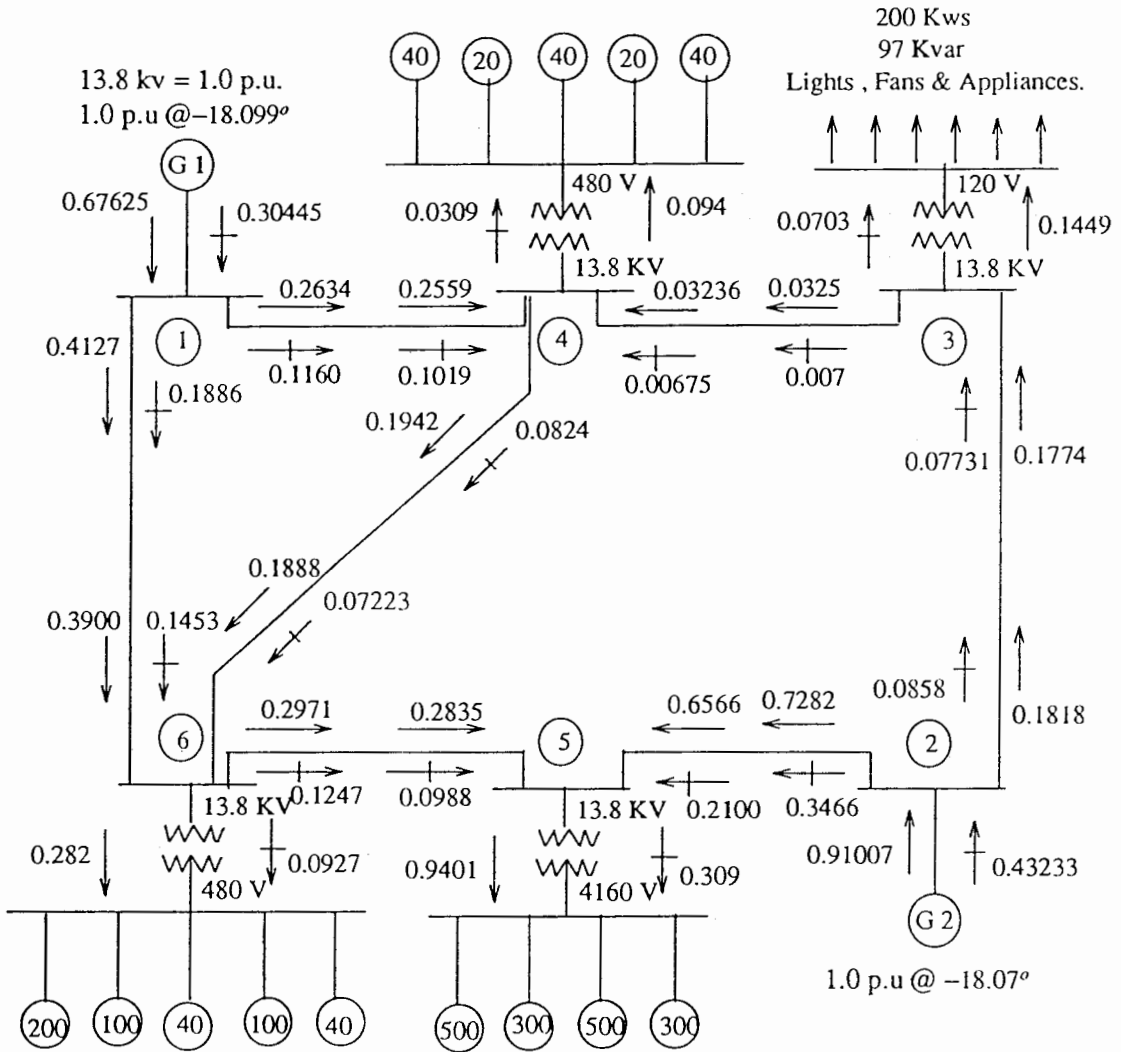 200 Kws
97 Kvar
Lights , Fans & Appliances.
13.8 kv = 1.0 p.u.
1.0 p.u @−18.099°
40 20 40 20 40
G 1
0.67625 0.30445
480 V
0.0309 0.094
13.8 KV
120 V
0.0703 0.1449
13.8 KV
0.2634 0.2559
0.03236 0.0325
1 4 3
0.4127
0.1886
0.1160 0.1019
0.00675 0.007
0.1942
0.0824
0.07731 0.1774
0.1888
0.07223
0.3900 0.1453
0.0858
0.1818
6 5 2
0.2971 0.2835
0.6566 0.7282
0.1247 0.0988
0.2100 0.3466
13.8 KV
13.8 KV
0.282 0.0927
480 V
0.9401 0.309
4160 V
0.91007 0.43233
G 2
1.0 p.u @ −18.07°
200 100 40 100 40
500 300 500 300